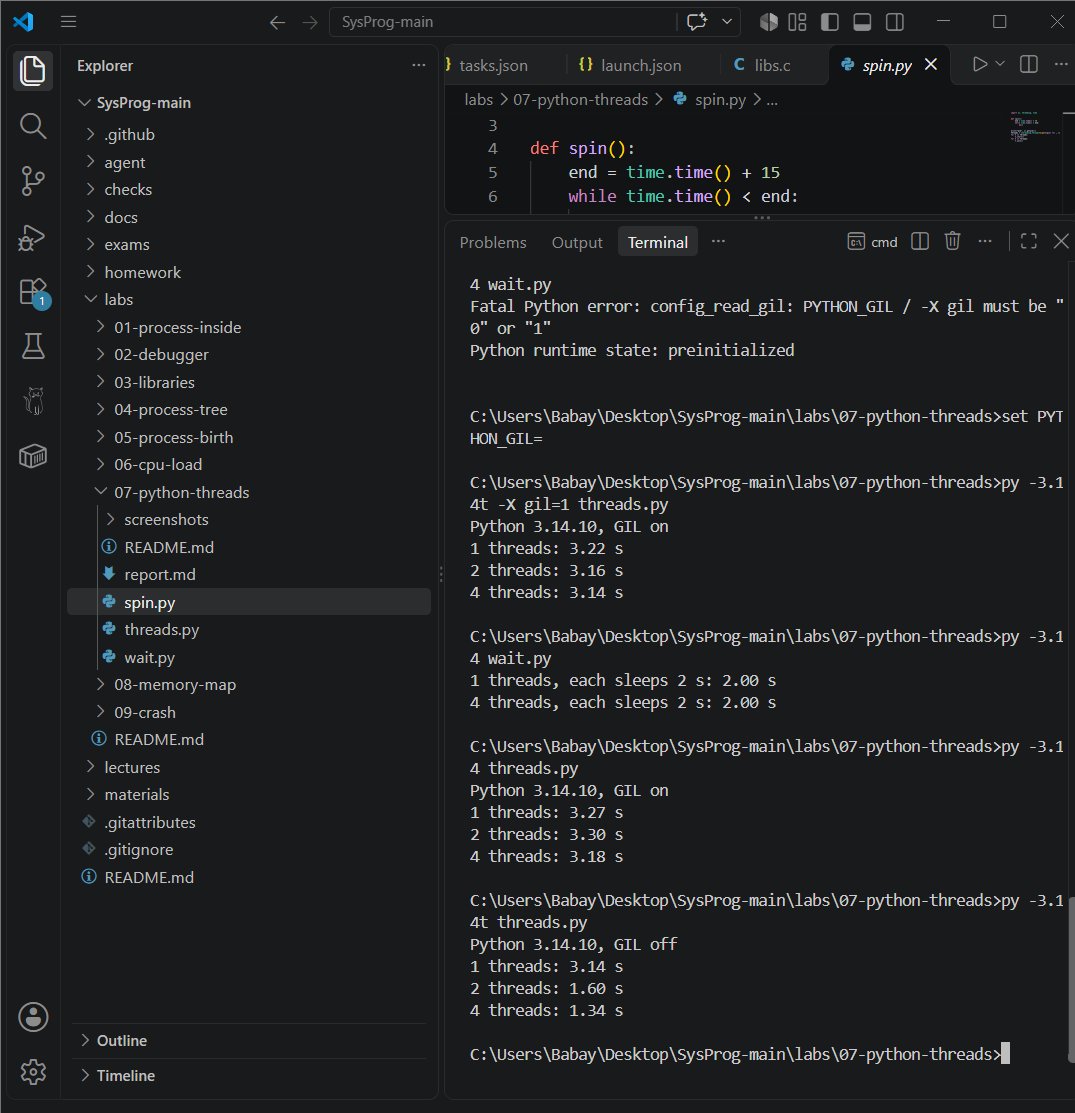 SysProg-main
Explorer
SysProg-main
.github
agent
checks
docs
exams
homework
labs
01-process-inside
02-debugger
03-libraries
04-process-tree
05-process-birth
06-cpu-load
07-python-threads
screenshots
README.md
report.md
spin.py
threads.py
wait.py
08-memory-map
09-crash
README.md
lectures
materials
.gitattributes
.gitignore
README.md
Outline
Timeline
1
tasks.json
launch.json
libs.c
spin.py
labs > 07-python-threads > spin.py > ...
3
4 def spin():
5 end = time.time() + 15
6 while time.time() < end:
Problems Output Terminal ... cmd
4 wait.py
Fatal Python error: config_read_gil: PYTHON_GIL / -X gil must be "
0" or "1"
Python runtime state: preinitialized
C:\Users\Babay\Desktop\SysProg-main\labs\07-python-threads>set PYT
HON_GIL=
C:\Users\Babay\Desktop\SysProg-main\labs\07-python-threads>py -3.1
4t -X gil=1 threads.py
Python 3.14.10, GIL on
1 threads: 3.22 s
2 threads: 3.16 s
4 threads: 3.14 s
C:\Users\Babay\Desktop\SysProg-main\labs\07-python-threads>py -3.1
4 wait.py
1 threads, each sleeps 2 s: 2.00 s
4 threads, each sleeps 2 s: 2.00 s
C:\Users\Babay\Desktop\SysProg-main\labs\07-python-threads>py -3.1
4 threads.py
Python 3.14.10, GIL on
1 threads: 3.27 s
2 threads: 3.30 s
4 threads: 3.18 s
C:\Users\Babay\Desktop\SysProg-main\labs\07-python-threads>py -3.1
4t threads.py
Python 3.14.10, GIL off
1 threads: 3.14 s
2 threads: 1.60 s
4 threads: 1.34 s
C:\Users\Babay\Desktop\SysProg-main\labs\07-python-threads>